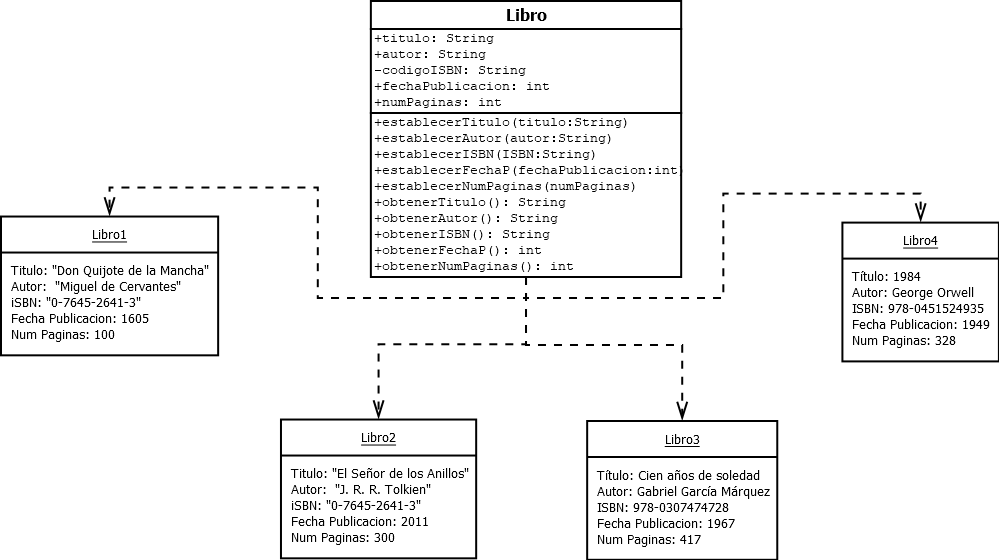 Libro
+titulo: String
+autor: String
-codigoISBN: String
+fechaPublicacion: int
+numPaginas: int
+establecerTitulo(titulo:String)
+establecerAutor(autor:String)
+establecerISBN(ISBN:String)
+establecerFechaP(fechaPublicacion:int)
+establecerNumPaginas(numPaginas)
+obtenerTitulo(): String
+obtenerAutor(): String
+obtenerISBN(): String
+obtenerFechaP(): int
+obtenerNumPaginas(): int
Libro1
Titulo: "Don Quijote de la Mancha"
Autor: "Miguel de Cervantes"
iSBN: "0-7645-2641-3"
Fecha Publicacion: 1605
Num Paginas: 100
Libro4
Título: 1984
Autor: George Orwell
ISBN: 978-0451524935
Fecha Publicacion: 1949
Num Paginas: 328
Libro2
Titulo: "El Señor de los Anillos"
Autor: "J. R. R. Tolkien"
iSBN: "0-7645-2641-3"
Fecha Publicacion: 2011
Num Paginas: 300
Libro3
Título: Cien años de soledad
Autor: Gabriel García Márquez
ISBN: 978-0307474728
Fecha Publicacion: 1967
Num Paginas: 417